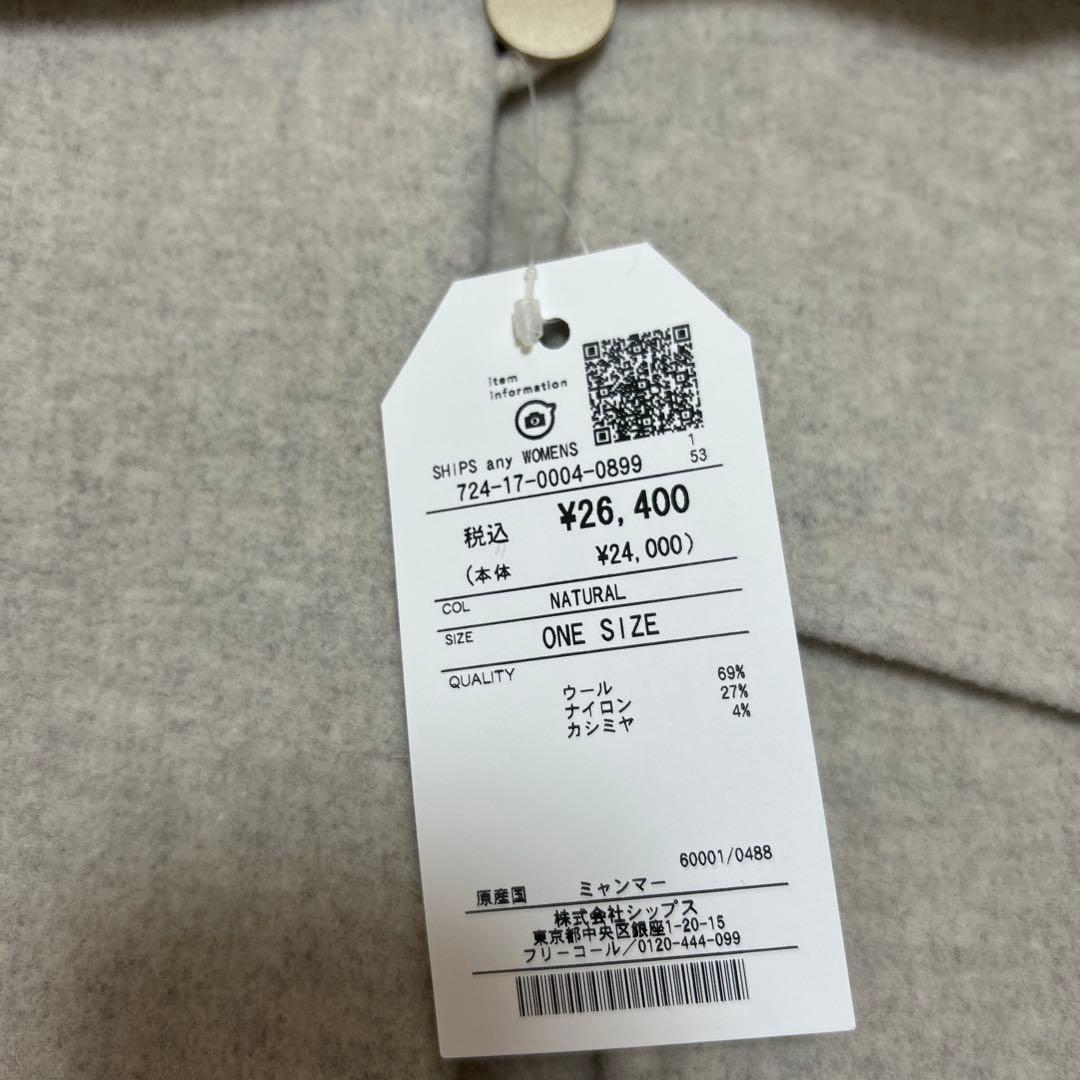 item
information
SHIPS any WOMENS
1
724-17-0004-0899
53
税込 ¥26,400
(本体 ¥24,000)
COL NATURAL
SIZE ONE SIZE
QUALITY
ウール 69%
ナイロン 27%
カシミヤ 4%
60001/0488
原産国 ミャンマー
株式会社シップス
東京都中央区銀座1-20-15
フリーコール/0120-444-099